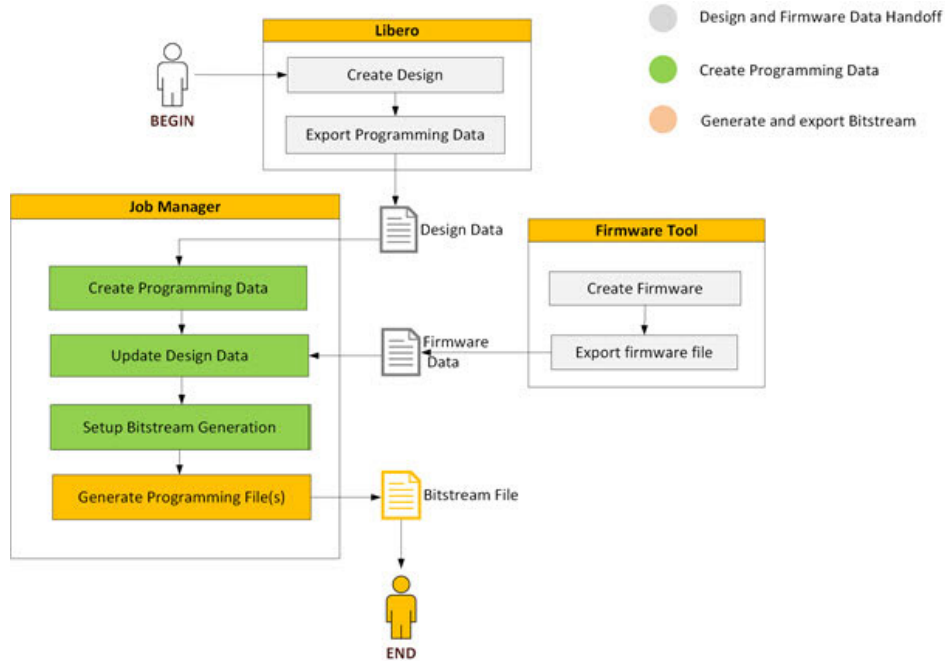 Libero
Create Design
Export Programming Data
BEGIN
Design and Firmware Data Handoff
Create Programming Data
Generate and export Bitstream
Job Manager
Design Data
Firmware Tool
Create Programming Data
Create Firmware
Update Design Data
Firmware
Data
Export firmware file
Setup Bitstream Generation
Generate Programming File(s)
Bitstream File
END